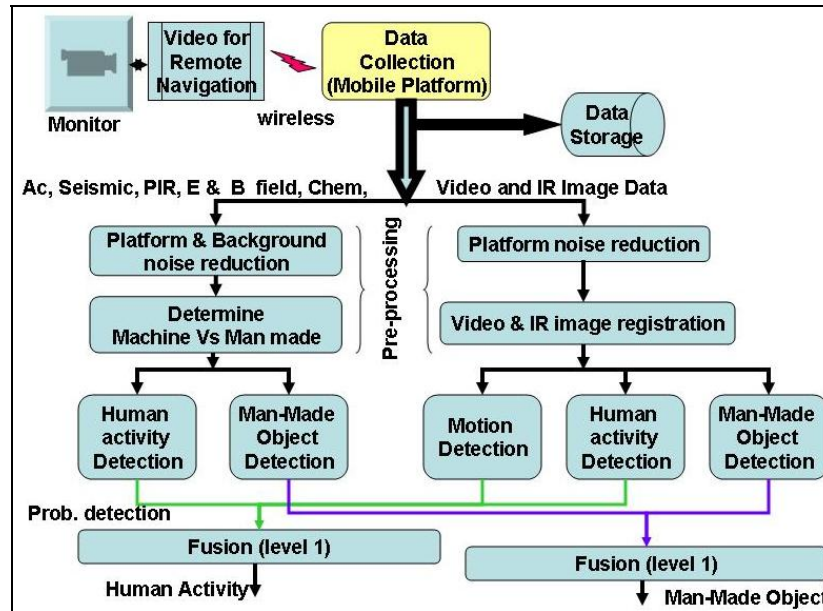 Video for
Remote
Navigation
Data
Collection
(Mobile Platform)
Monitor
wireless
Data
Storage
Ac, Seismic, PIR, E & B field, Chem,
Video and IR Image Data
Platform & Background
noise reduction
Determine
Machine Vs Man made
Pre-processing
Platform noise reduction
Video & IR image registration
Human
activity
Detection
Man-Made
Object
Detection
Motion
Detection
Human
activity
Detection
Man-Made
Object
Detection
Prob. detection
Fusion (level 1)
Human Activity
Fusion (level 1)
Man-Made Object